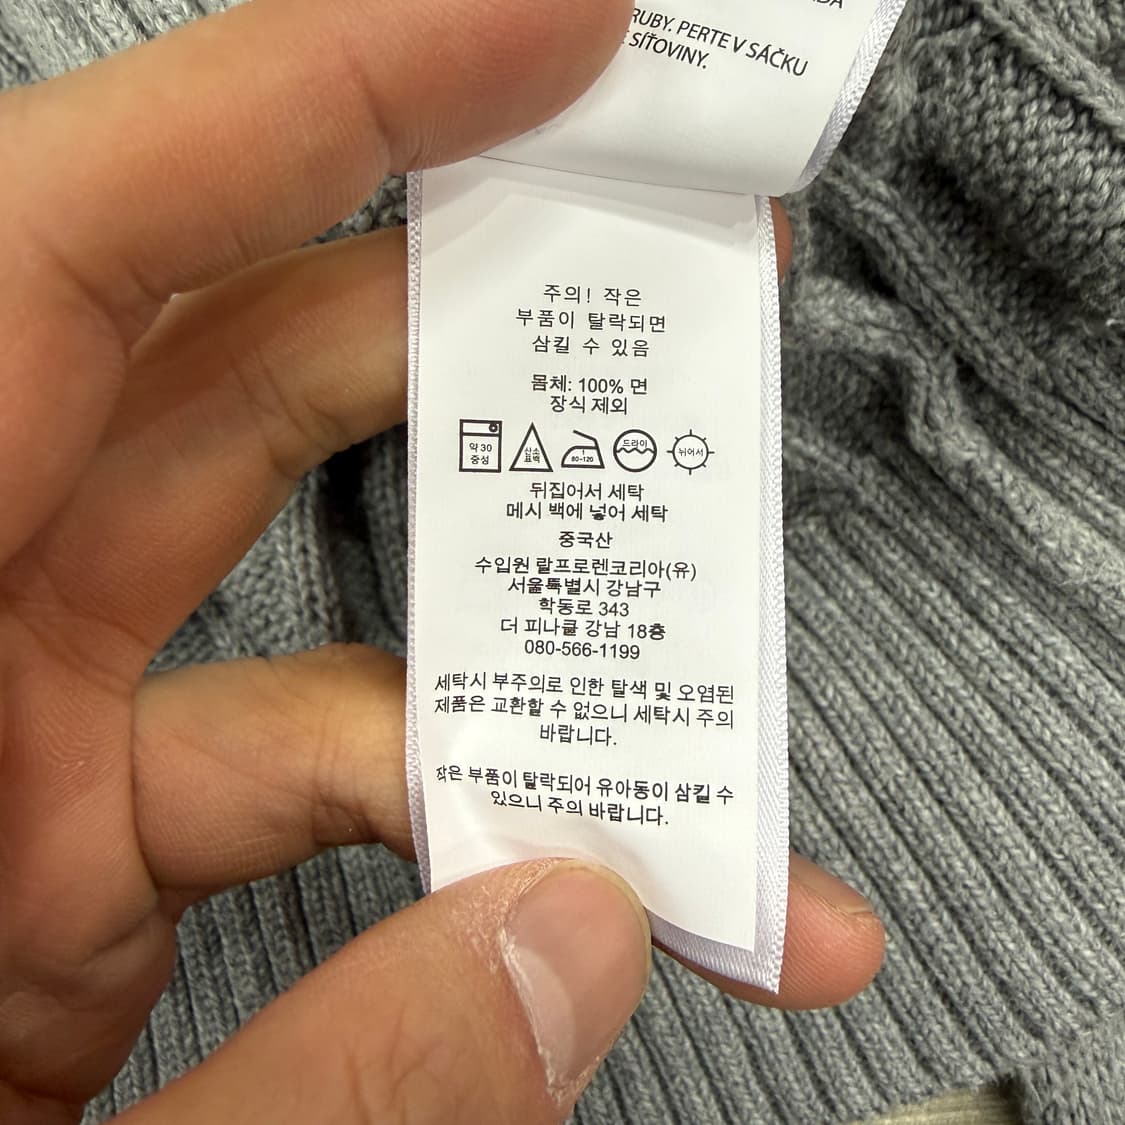 RUBY. PERTE V SÁČKU
SÍŤOVINY.
주의! 작은
부품이 탈락되면
삼킬 수 있음
몸체: 100% 면
장식 제외
약 30
중성
산소
표백
1
80~120
드라이
뉘어서
뒤집어서 세탁
메시 백에 넣어 세탁
중국산
수입원 랄프로렌코리아(유)
서울특별시 강남구
학동로 343
더 피나클 강남 18층
080-566-1199
세탁시 부주의로 인한 탈색 및 오염된
제품은 교환할 수 없으니 세탁시 주의
바랍니다.
작은 부품이 탈락되어 유아동이 삼킬 수
있으니 주의 바랍니다.